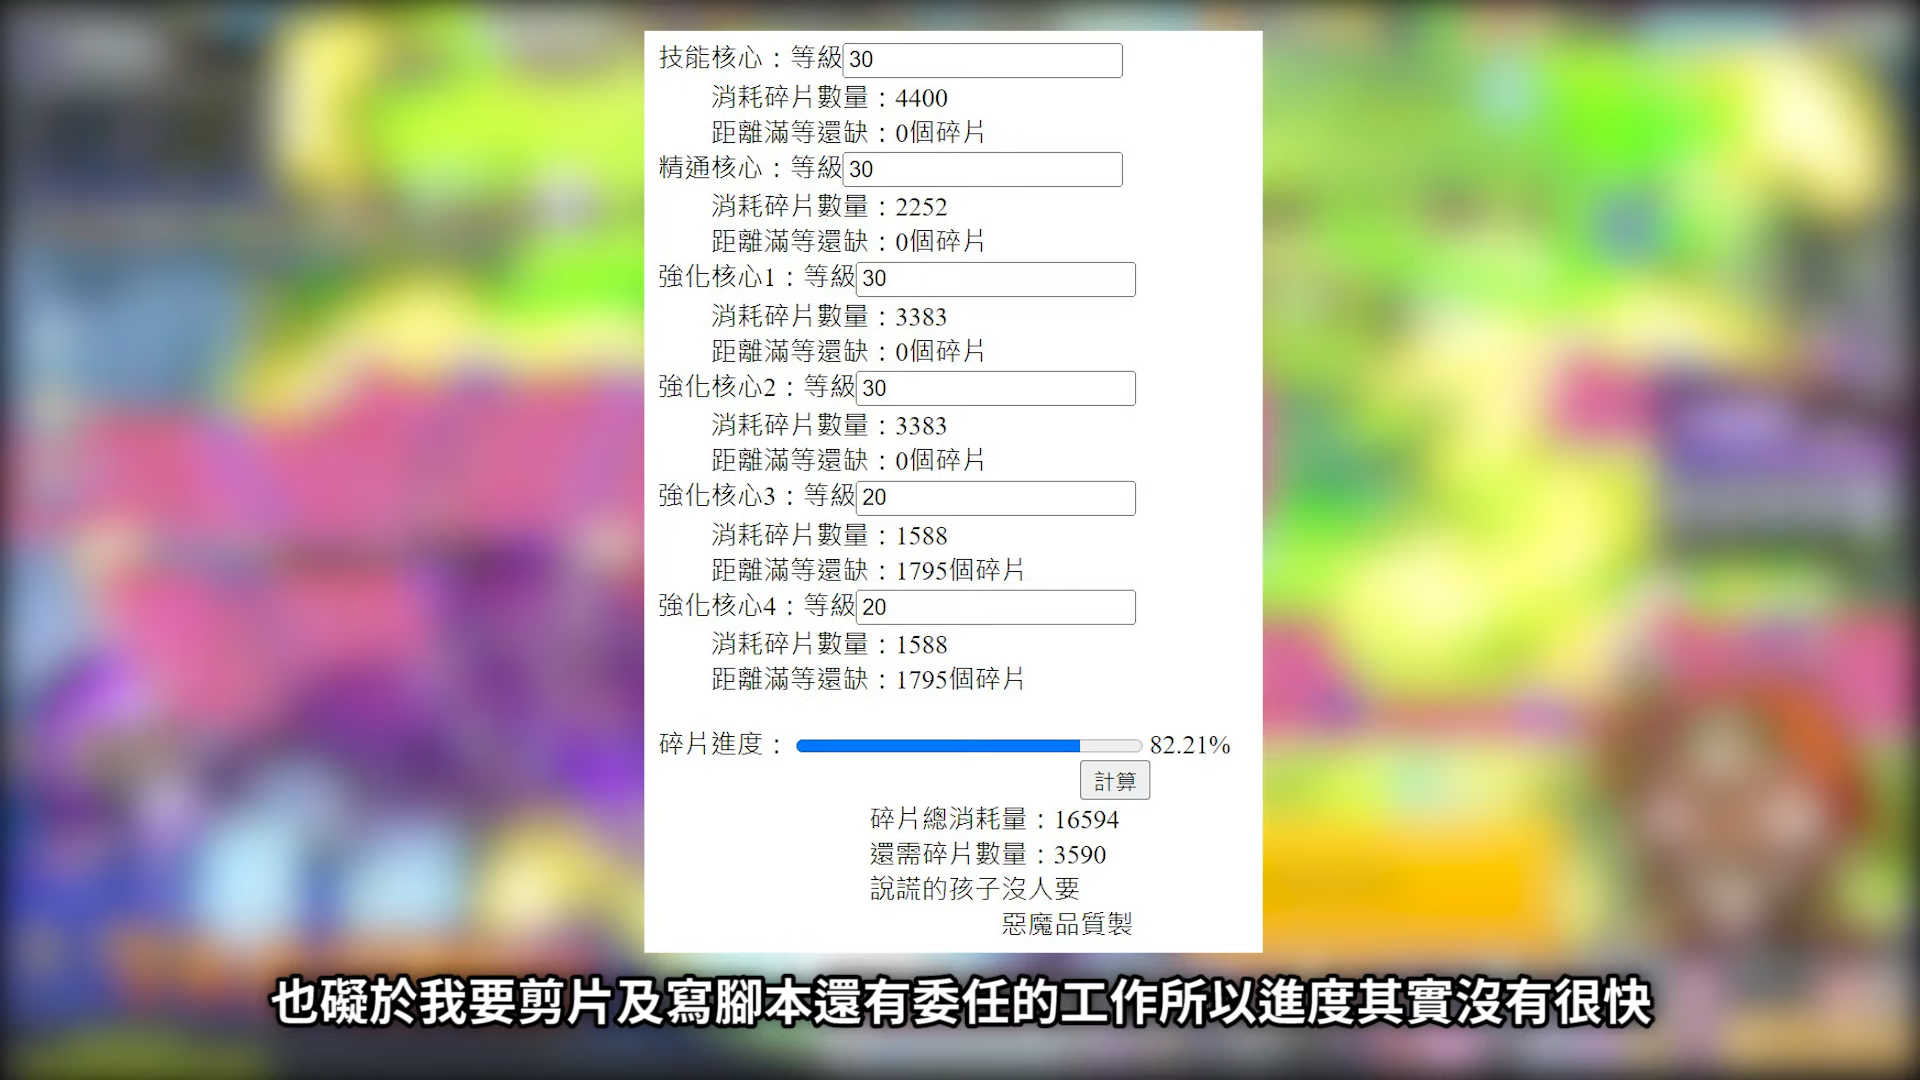 技能核心：等級30
消耗碎片數量：4400
距離滿等還缺：0個碎片
精通核心：等級30
消耗碎片數量：2252
距離滿等還缺：0個碎片
強化核心1：等級30
消耗碎片數量：3383
距離滿等還缺：0個碎片
強化核心2：等級30
消耗碎片數量：3383
距離滿等還缺：0個碎片
強化核心3：等級20
消耗碎片數量：1588
距離滿等還缺：1795個碎片
強化核心4：等級20
消耗碎片數量：1588
距離滿等還缺：1795個碎片
碎片進度：82.21%
計算
碎片總消耗量：16594
還需碎片數量：3590
說謊的孩子沒人要
惡魔品質製
也礙於我要剪片及寫腳本還有委任的工作所以進度其實沒有很快